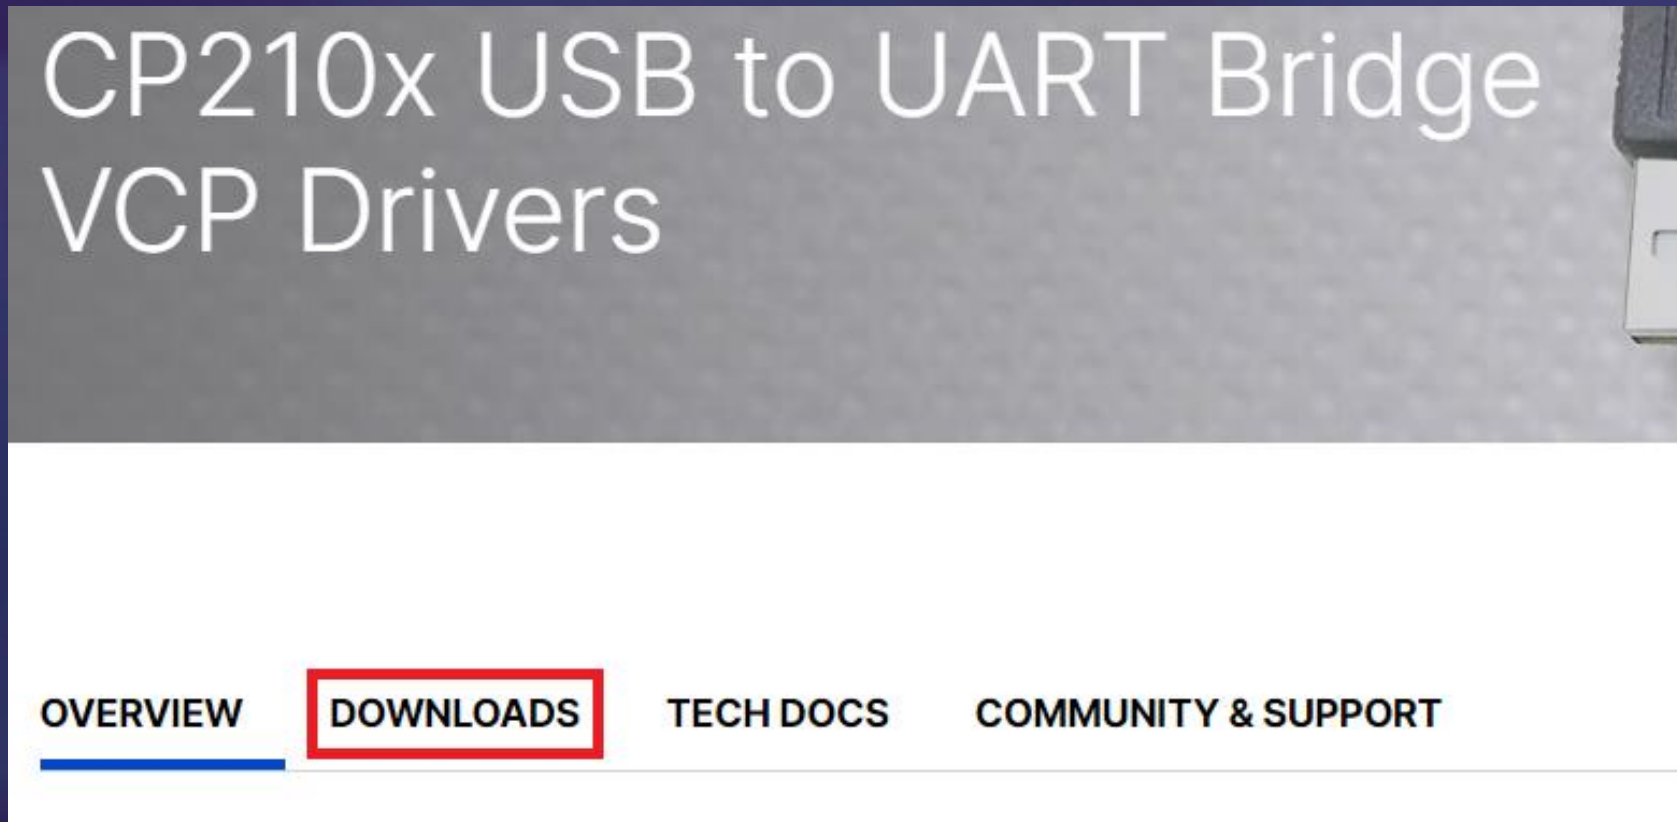 CP210x USB to UART Bridge
VCP Drivers
OVERVIEW DOWNLOADS TECH DOCS COMMUNITY & SUPPORT